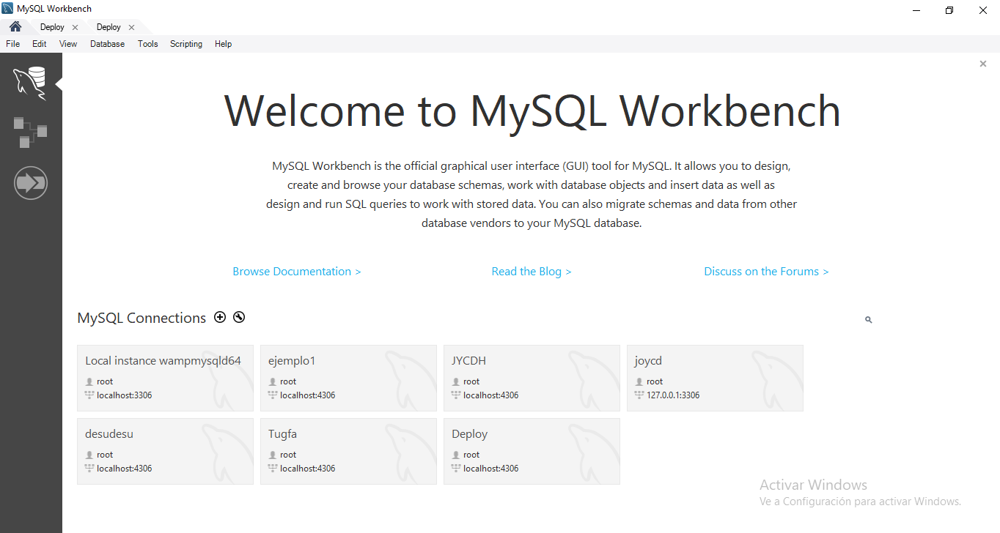 MySQL Workbench
Deploy
Deploy
File Edit View Database Tools Scripting Help
Welcome to MySQL Workbench
MySQL Workbench is the official graphical user interface (GUI) tool for MySQL. It allows you to design,
create and browse your database schemas, work with database objects and insert data as well as
design and run SQL queries to work with stored data. You can also migrate schemas and data from other
database vendors to your MySQL database.
Browse Documentation >
Read the Blog >
Discuss on the Forums >
MySQL Connections
Local instance wampmysqld64
root
localhost:3306
ejemplo1
root
localhost:4306
JYCDH
root
localhost:4306
joycd
root
127.0.0.1:3306
desudesu
root
localhost:4306
Tugfa
root
localhost:4306
Deploy
root
localhost:4306
Activar Windows
Ve a Configuración para activar Windows.